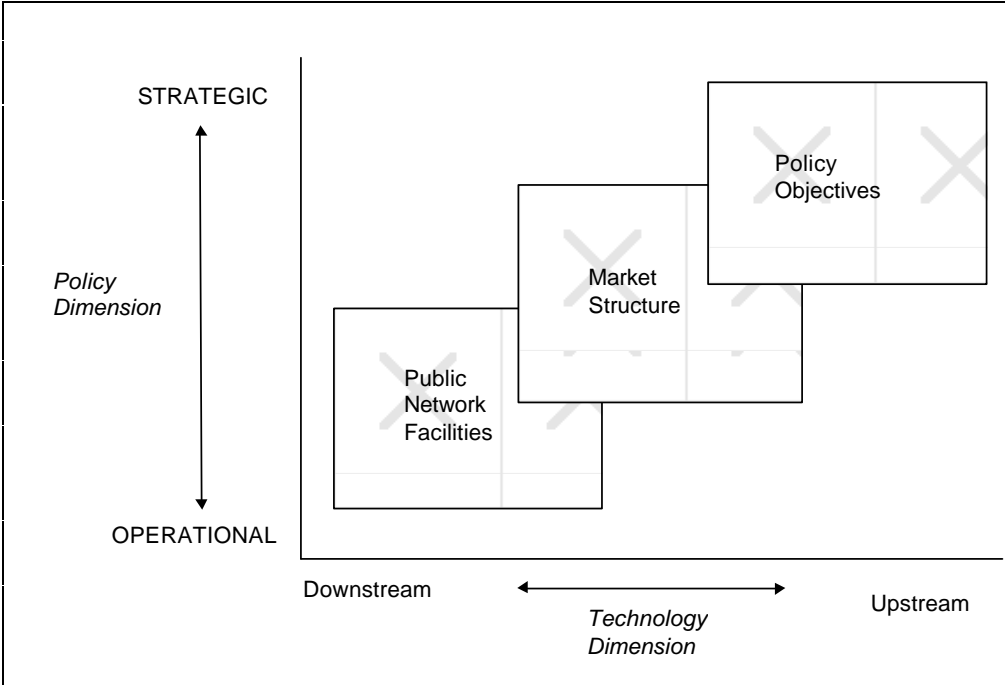 STRATEGIC
Policy
Objectives
Policy
Dimension
Market
Structure
Public
Network
Facilities
OPERATIONAL
Downstream
Upstream
Technology
Dimension